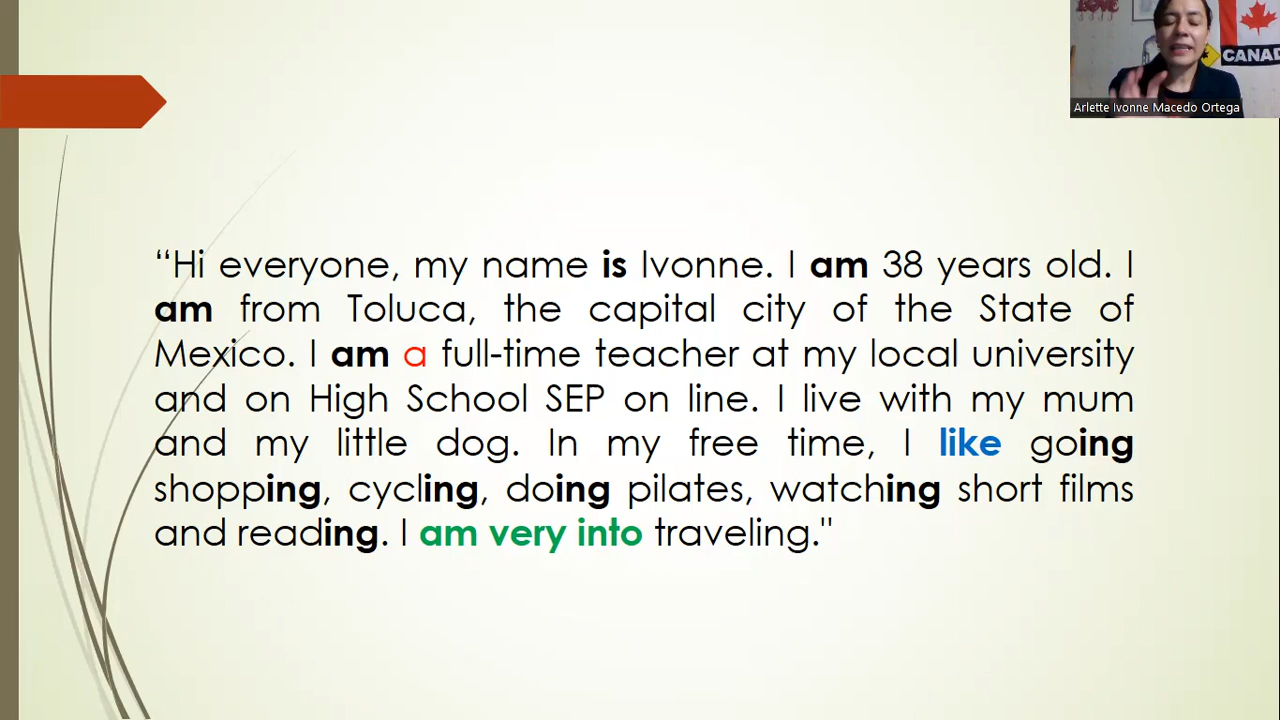 CANAD
Arlette Ivonne Macedo Ortega
“Hi everyone, my name is Ivonne. I am 38 years old. I
am from Toluca, the capital city of the State of
Mexico. I am a full-time teacher at my local university
and on High School SEP on line. I live with my mum
and my little dog. In my free time, I like going
shopping, cycling, doing pilates, watching short films
and reading. I am very into traveling."